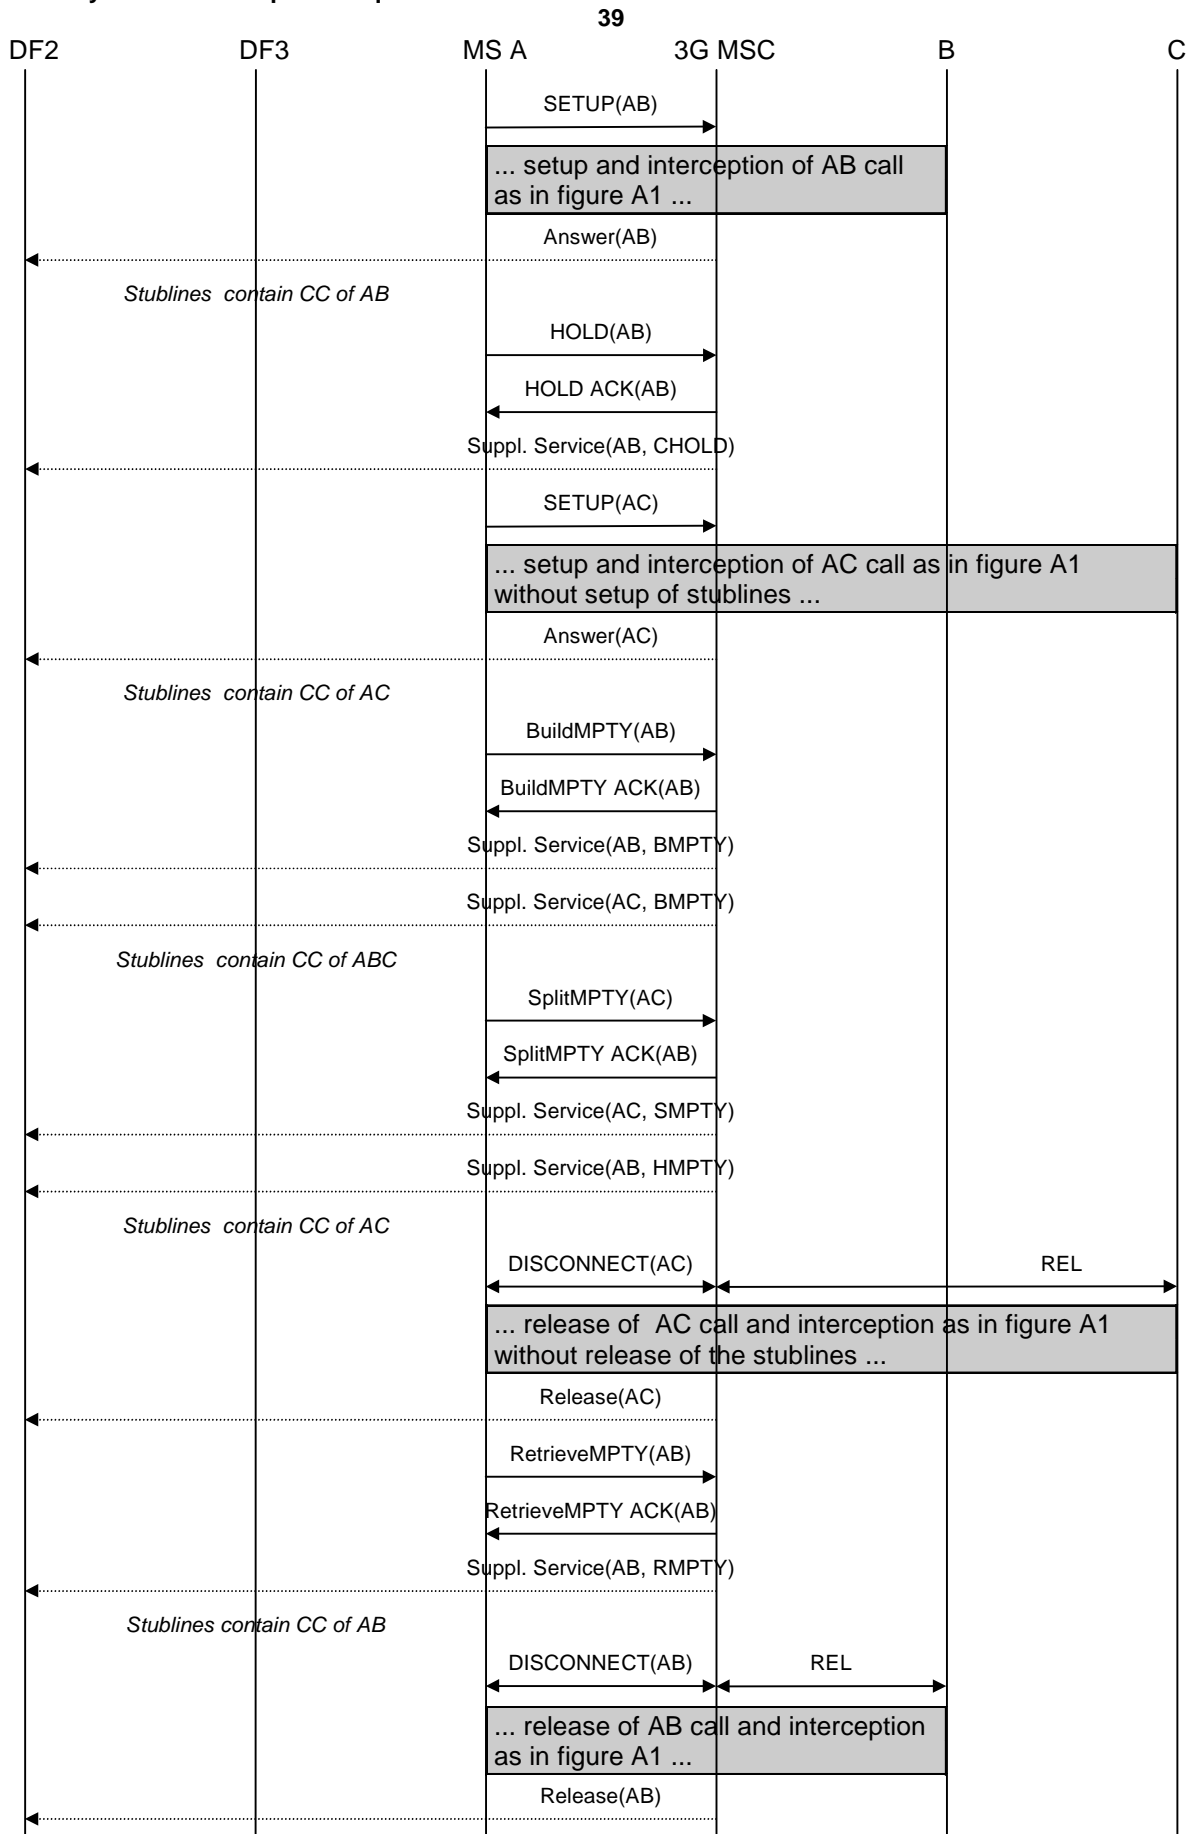 39
DF2 DF3 MS A 3G MSC B C
SETUP(AB)
... setup and interception of AB call
as in figure A1 ...
Answer(AB)
Stublines contain CC of AB
HOLD(AB)
HOLD ACK(AB)
Suppl. Service(AB, CHOLD)
SETUP(AC)
... setup and interception of AC call as in figure A1
without setup of stublines ...
Answer(AC)
Stublines contain CC of AC
BuildMPTY(AB)
BuildMPTY ACK(AB)
Suppl. Service(AB, BMPTY)
Suppl. Service(AC, BMPTY)
Stublines contain CC of ABC
SplitMPTY(AC)
SplitMPTY ACK(AB)
Suppl. Service(AC, SMPTY)
Suppl. Service(AB, HMPTY)
Stublines contain CC of AC
DISCONNECT(AC) REL
... release of AC call and interception as in figure A1
without release of the stublines ...
Release(AC)
RetrieveMPTY(AB)
RetrieveMPTY ACK(AB)
Suppl. Service(AB, RMPTY)
Stublines contain CC of AB
DISCONNECT(AB) REL
... release of AB call and interception
as in figure A1 ...
Release(AB)